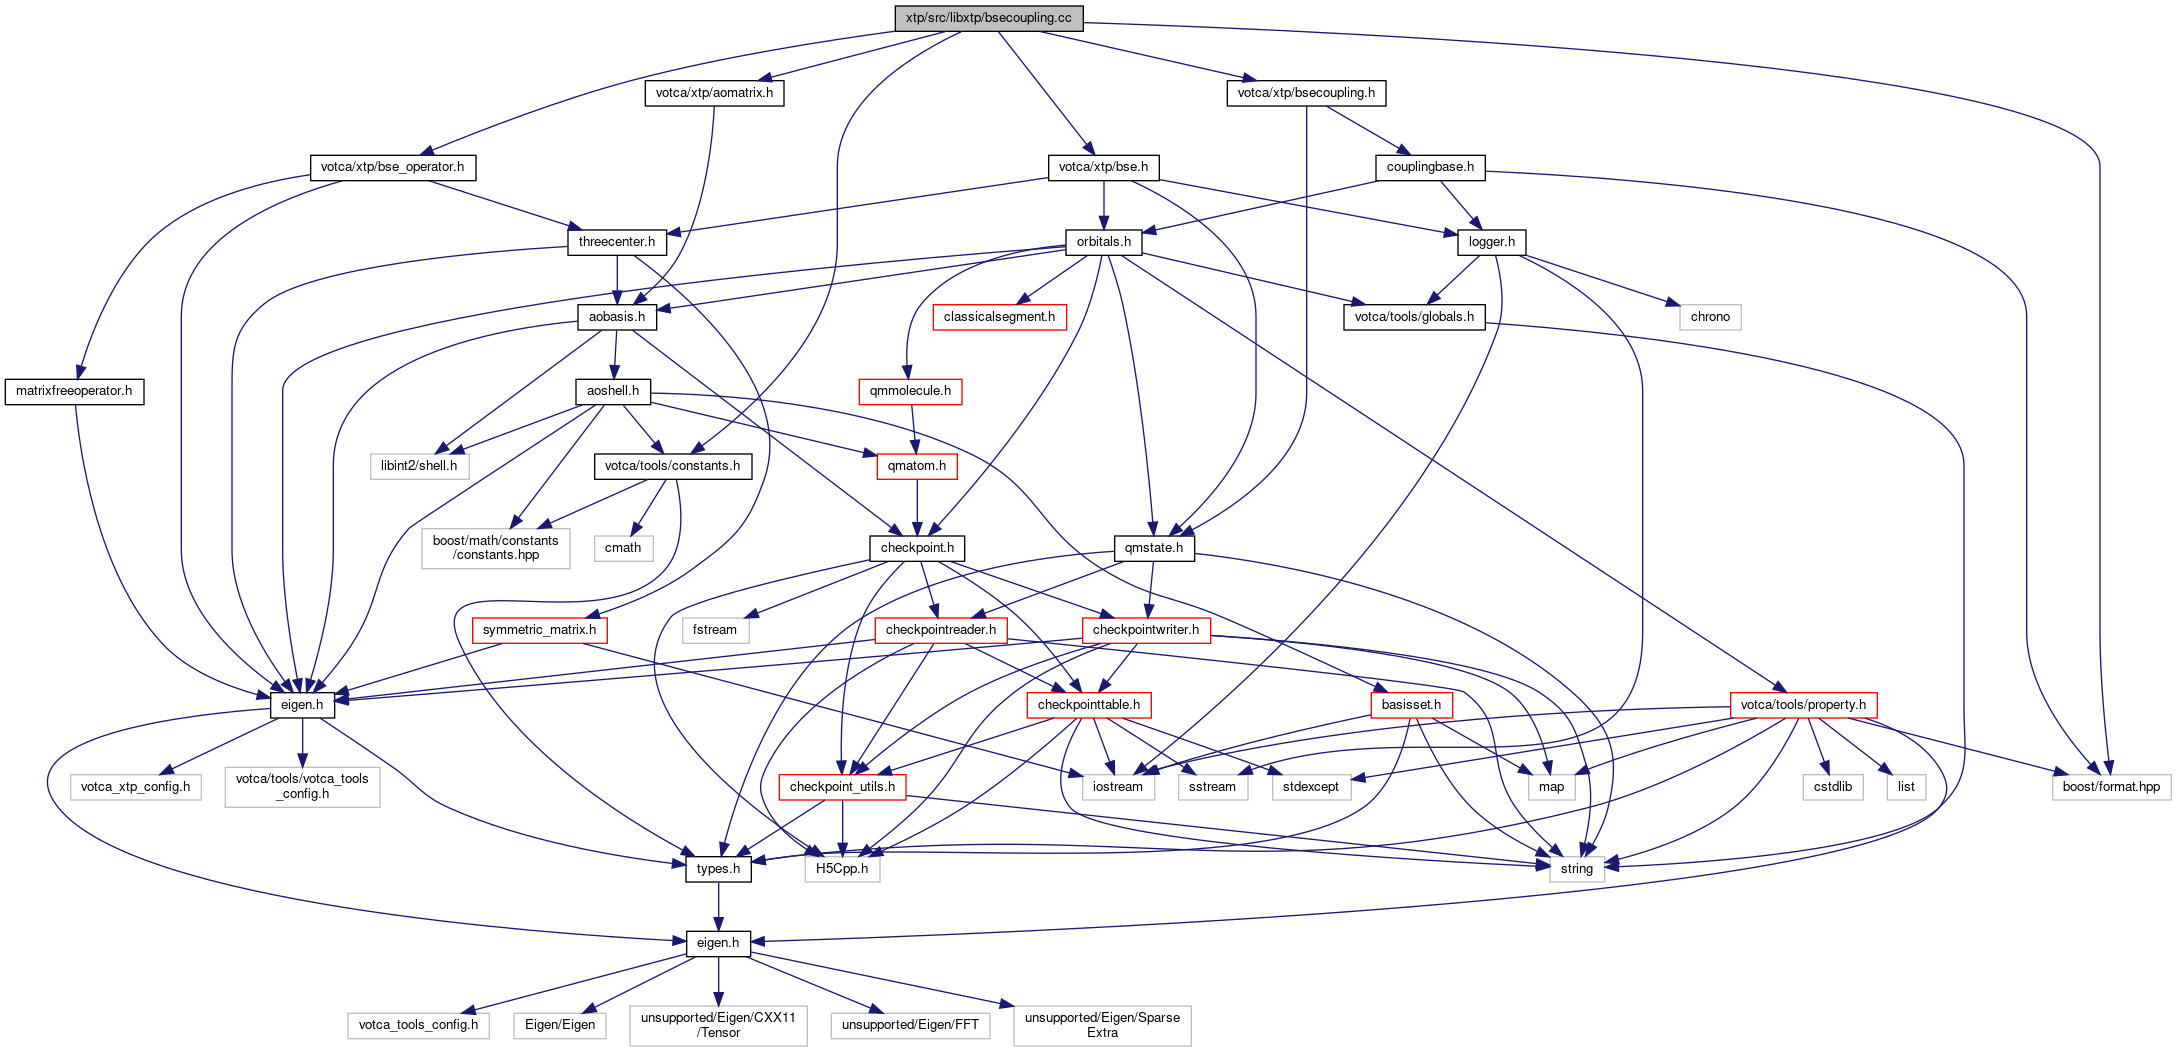 xtp/src/libxtp/bsecoupling.cc
votca/xtp/aomatrix.h
votca/xtp/bsecoupling.h
votca/xtp/bse_operator.h
votca/xtp/bse.h
couplingbase.h
threecenter.h
orbitals.h
logger.h
aobasis.h
classicalsegment.h
votca/tools/globals.h
chrono
matrixfreeoperator.h
aoshell.h
qmmolecule.h
libint2/shell.h
votca/tools/constants.h
qmatom.h
boost/math/constants
/constants.hpp
cmath
checkpoint.h
qmstate.h
symmetric_matrix.h
fstream
checkpointreader.h
checkpointwriter.h
eigen.h
checkpointtable.h
basisset.h
votca/tools/property.h
votca_xtp_config.h
votca/tools/votca_tools
_config.h
checkpoint_utils.h
iostream
sstream
stdexcept
map
cstdlib
list
boost/format.hpp
types.h
H5Cpp.h
string
eigen.h
votca_tools_config.h
Eigen/Eigen
unsupported/Eigen/CXX11
/Tensor
unsupported/Eigen/FFT
unsupported/Eigen/Sparse
Extra